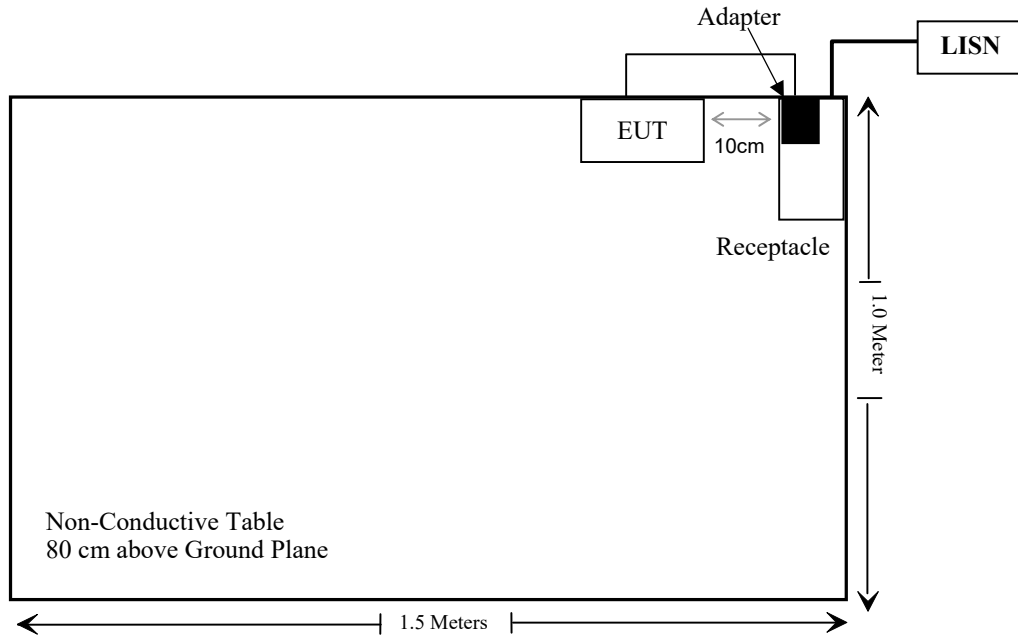 Adapter
LISN
EUT
10cm
Receptacle
1.0 Meter
Non-Conductive Table
80 cm above Ground Plane
1.5 Meters